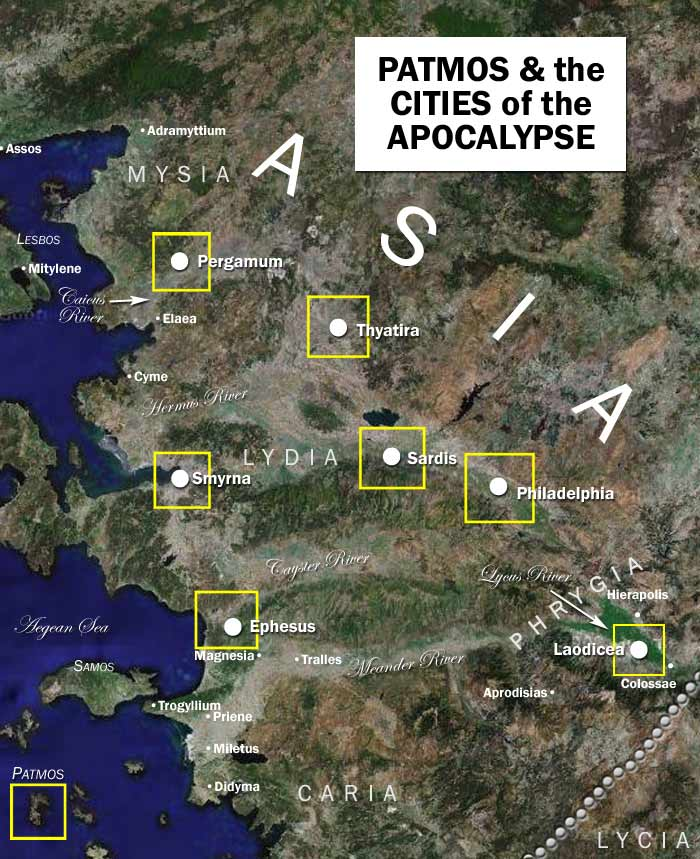 PATMOS & the
CITIES of the
APOCALYPSE
Adramyttium
Assos
MYSIA
ASIA
LESBOS
Mitylene
Pergamum
Caicus
River
Elaea
Thyatira
Cyme
Hermus River
LYDIA
Sardis
Smyrna
Philadelphia
Cayster River
Lycus River
PHRYGIA
Hierapolis
Aegean Sea
Ephesus
Magnesia
Tralles
Meander River
Laodicea
SAMOS
Colossae
Aprodisias
Trogyllium
Priene
Miletus
PATMOS
Didyma
CARIA
LYCIA